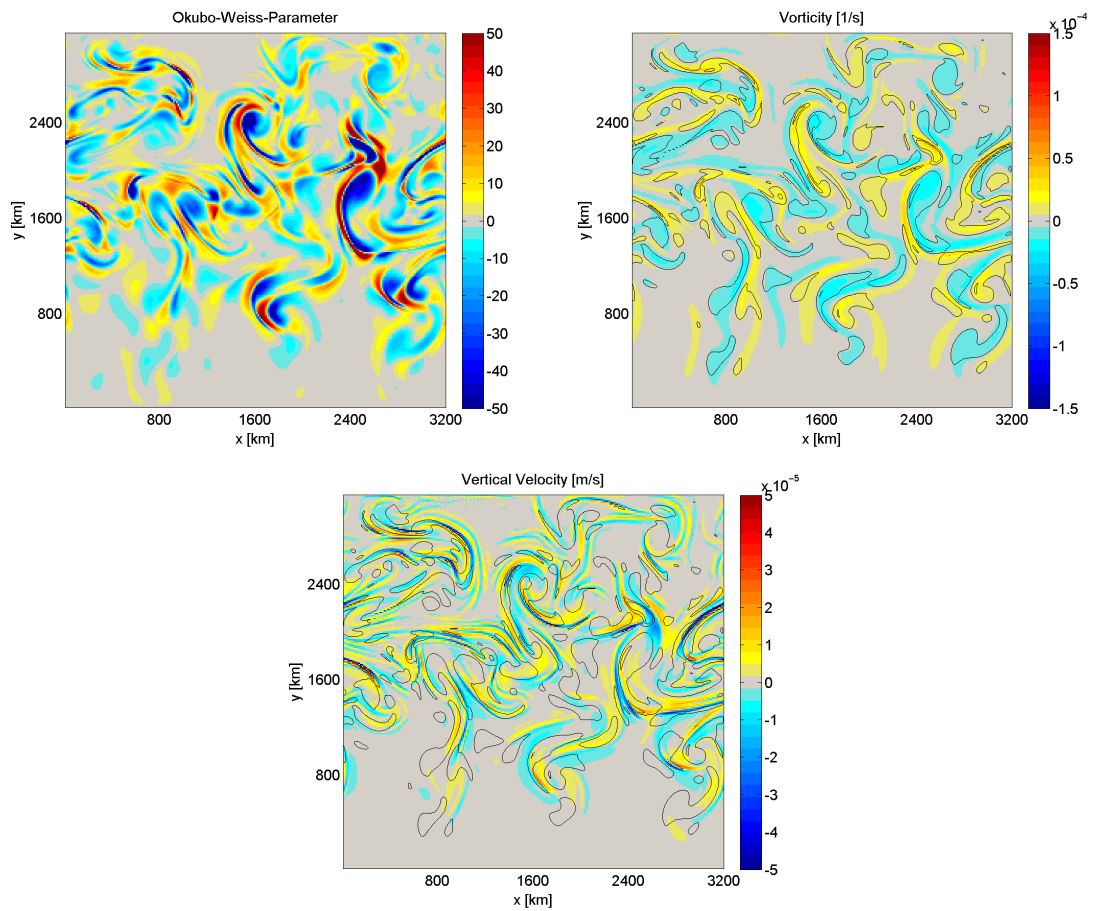 Okubo-Weiss-Parameter
y [km]
2400
1600
800
800 1600 2400 3200
x [km]
50
40
30
20
10
0
-10
-20
-30
-40
-50
Vorticity [1/s]
y [km]
2400
1600
800
800 1600 2400 3200
x [km]
x 10⁻⁴
1.5
1
0.5
0
-0.5
-1
-1.5
Vertical Velocity [m/s]
y [km]
2400
1600
800
800 1600 2400 3200
x [km]
x 10⁻⁵
5
4
3
2
1
0
-1
-2
-3
-4
-5